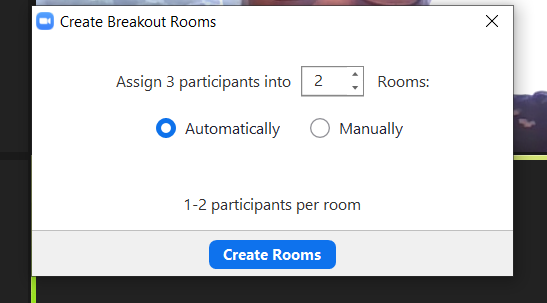 Create Breakout Rooms
Assign 3 participants into 2 Rooms:
Automatically Manually
1-2 participants per room
Create Rooms